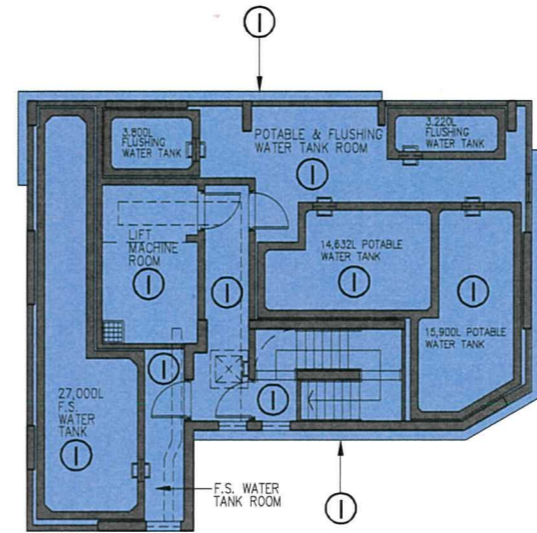 I
3,800L
FLUSHING
WATER TANK
POTABLE & FLUSHING
WATER TANK ROOM
I
3,220L
FLUSHING
WATER TANK
LIFT
MACHINE
ROOM
I
I
14,632L POTABLE
WATER TANK
I
I
15,900L POTABLE
WATER TANK
I
27,000L
F.S.
WATER
TANK
I
I
F.S. WATER
TANK ROOM
I